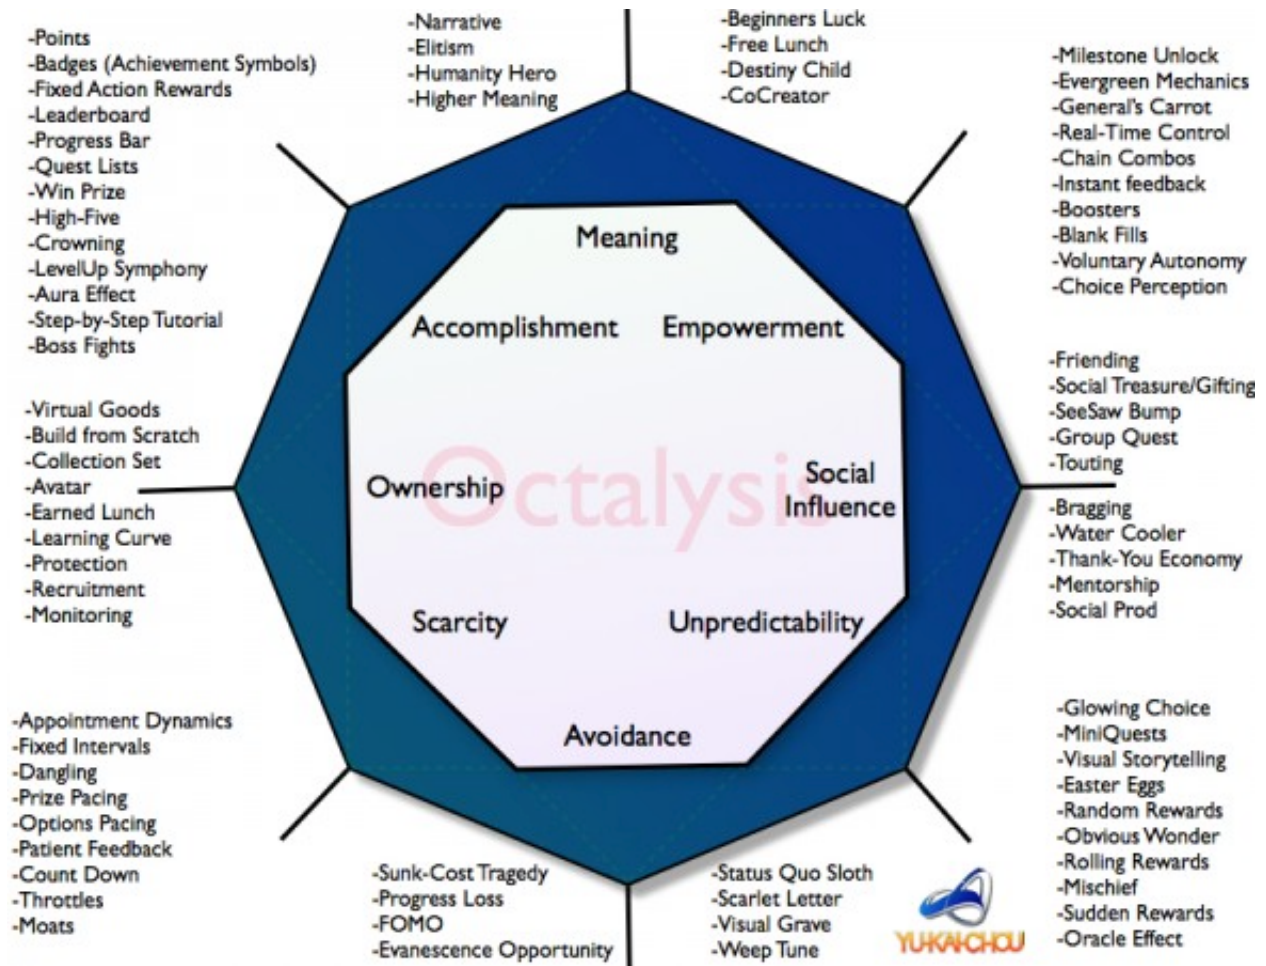 -Narrative
-Elitism
-Humanity Hero
-Higher Meaning
-Beginners Luck
-Free Lunch
-Destiny Child
-CoCreator
-Points
-Badges (Achievement Symbols)
-Fixed Action Rewards
-Leaderboard
-Progress Bar
-Quest Lists
-Win Prize
-High-Five
-Crowning
-LevelUp Symphony
-Aura Effect
-Step-by-Step Tutorial
-Boss Fights
-Milestone Unlock
-Evergreen Mechanics
-General's Carrot
-Real-Time Control
-Chain Combos
-Instant feedback
-Boosters
-Blank Fills
-Voluntary Autonomy
-Choice Perception
Meaning
Accomplishment
Empowerment
Ownership
Octalysis
Social
Influence
Scarcity
Unpredictability
Avoidance
-Virtual Goods
-Build from Scratch
-Collection Set
-Avatar
-Earned Lunch
-Learning Curve
-Protection
-Recruitment
-Monitoring
-Friending
-Social Treasure/Gifting
-SeeSaw Bump
-Group Quest
-Touting
-Bragging
-Water Cooler
-Thank-You Economy
-Mentorship
-Social Prod
-Appointment Dynamics
-Fixed Intervals
-Dangling
-Prize Pacing
-Options Pacing
-Patient Feedback
-Count Down
-Throttles
-Moats
-Sunk-Cost Tragedy
-Progress Loss
-FOMO
-Evanescence Opportunity
-Status Quo Sloth
-Scarlet Letter
-Visual Grave
-Weep Tune
YU-KAI-CHOU
-Glowing Choice
-MiniQuests
-Visual Storytelling
-Easter Eggs
-Random Rewards
-Obvious Wonder
-Rolling Rewards
-Mischief
-Sudden Rewards
-Oracle Effect